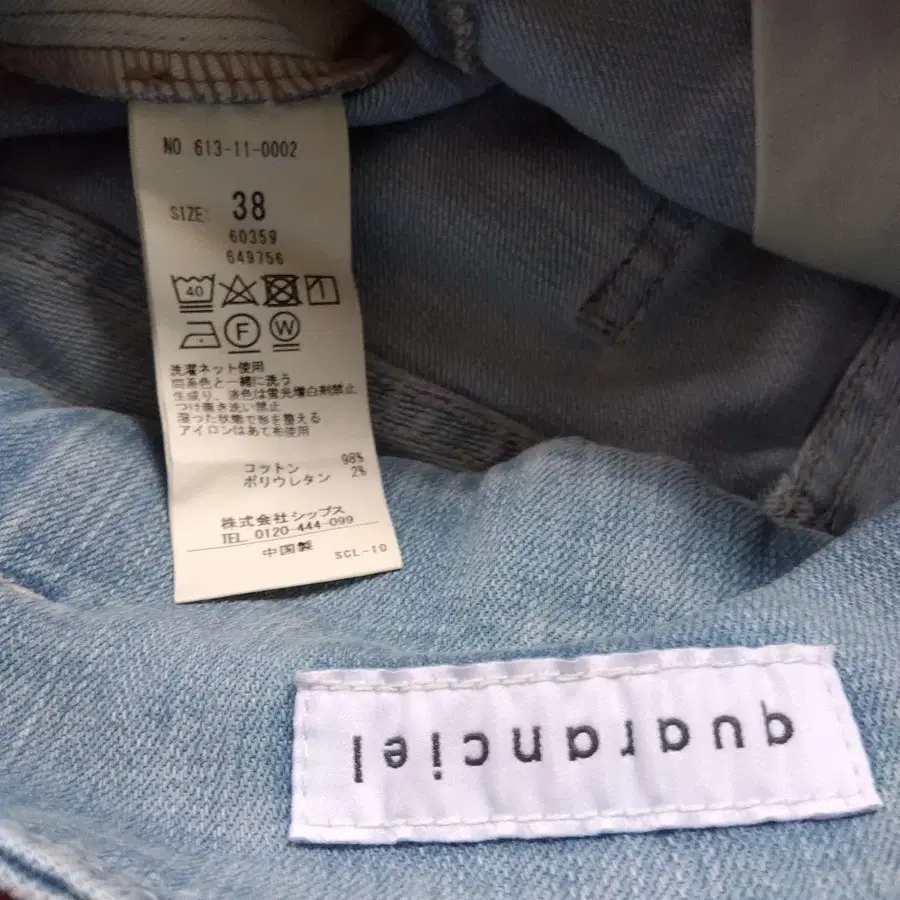 NO 613-11-0002
SIZE: 38
60359
649756
40
F
W
洗濯ネット使用
同系色と一緒に洗う
生成り、淡色は蛍光増白剤禁止
つけ置き洗い禁止
湿った状態で形を整える
アイロンはあて布使用
コットン 98%
ポリウレタン 2%
株式会社シップス
TEL 0120-444-099
中国製 SCL-10
quaranciel